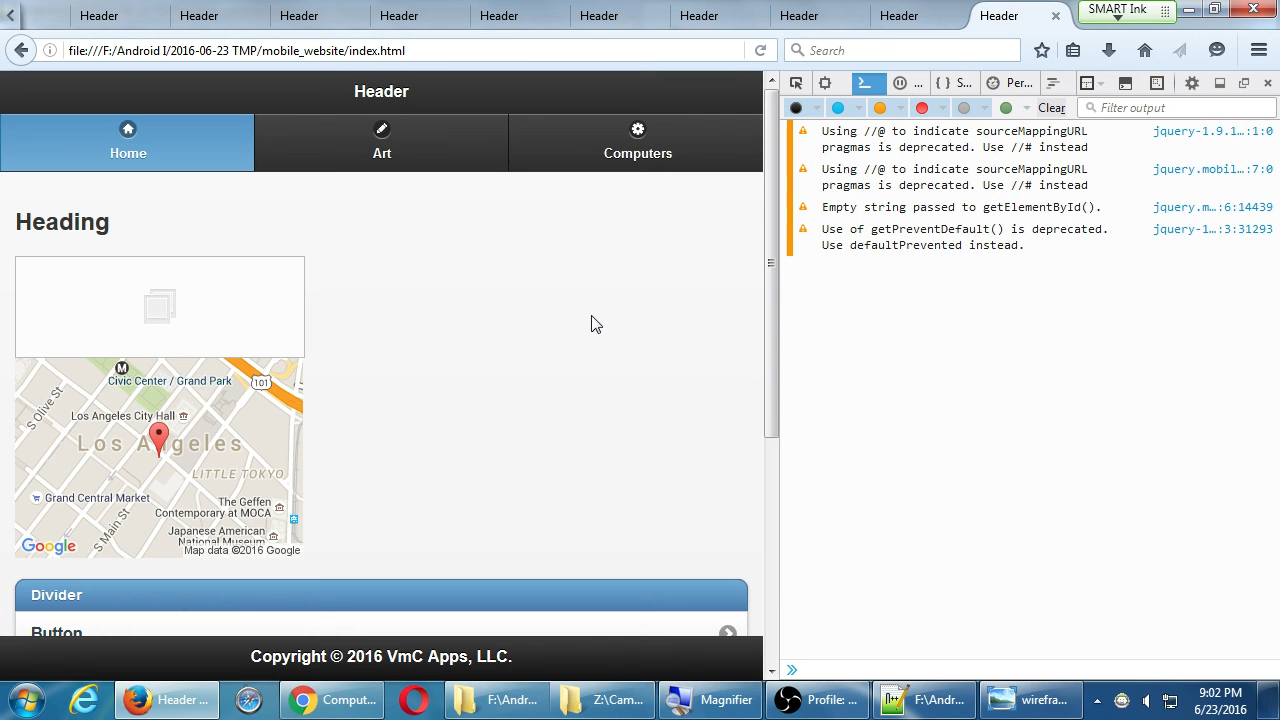 Header Header Header Header Header Header Header Header Header Header SMART Ink
file:///F:/Android I/2016-06-23 TMP/mobile_website/index.html Search
Header
{ } S... Per...
Clear Filter output
Home Art Computers
Using //@ to indicate sourceMappingURL jquery-1.9.1...:1:0
pragmas is deprecated. Use //# instead
Using //@ to indicate sourceMappingURL jquery.mobil...:7:0
pragmas is deprecated. Use //# instead
Empty string passed to getElementById(). jquery.m...:6:14439
Use of getPreventDefault() is deprecated. jquery-1...:3:31293
Use defaultPrevented instead.
Heading
M
Civic Center / Grand Park 101
S Olive St
Los Angeles City Hall
Los Angeles
LITTLE TOKYO
Grand Central Market
The Geffen
Contemporary at MOCA
S Main St
Japanese American
National Museum
Google Map data ©2016 Google
Divider
Button
Copyright © 2016 VmC Apps, LLC.
Header ... Comput... F:\Andr... Z:\Cam... Magnifier Profile: ... F:\Andr... wirefra... 9:02 PM
6/23/2016